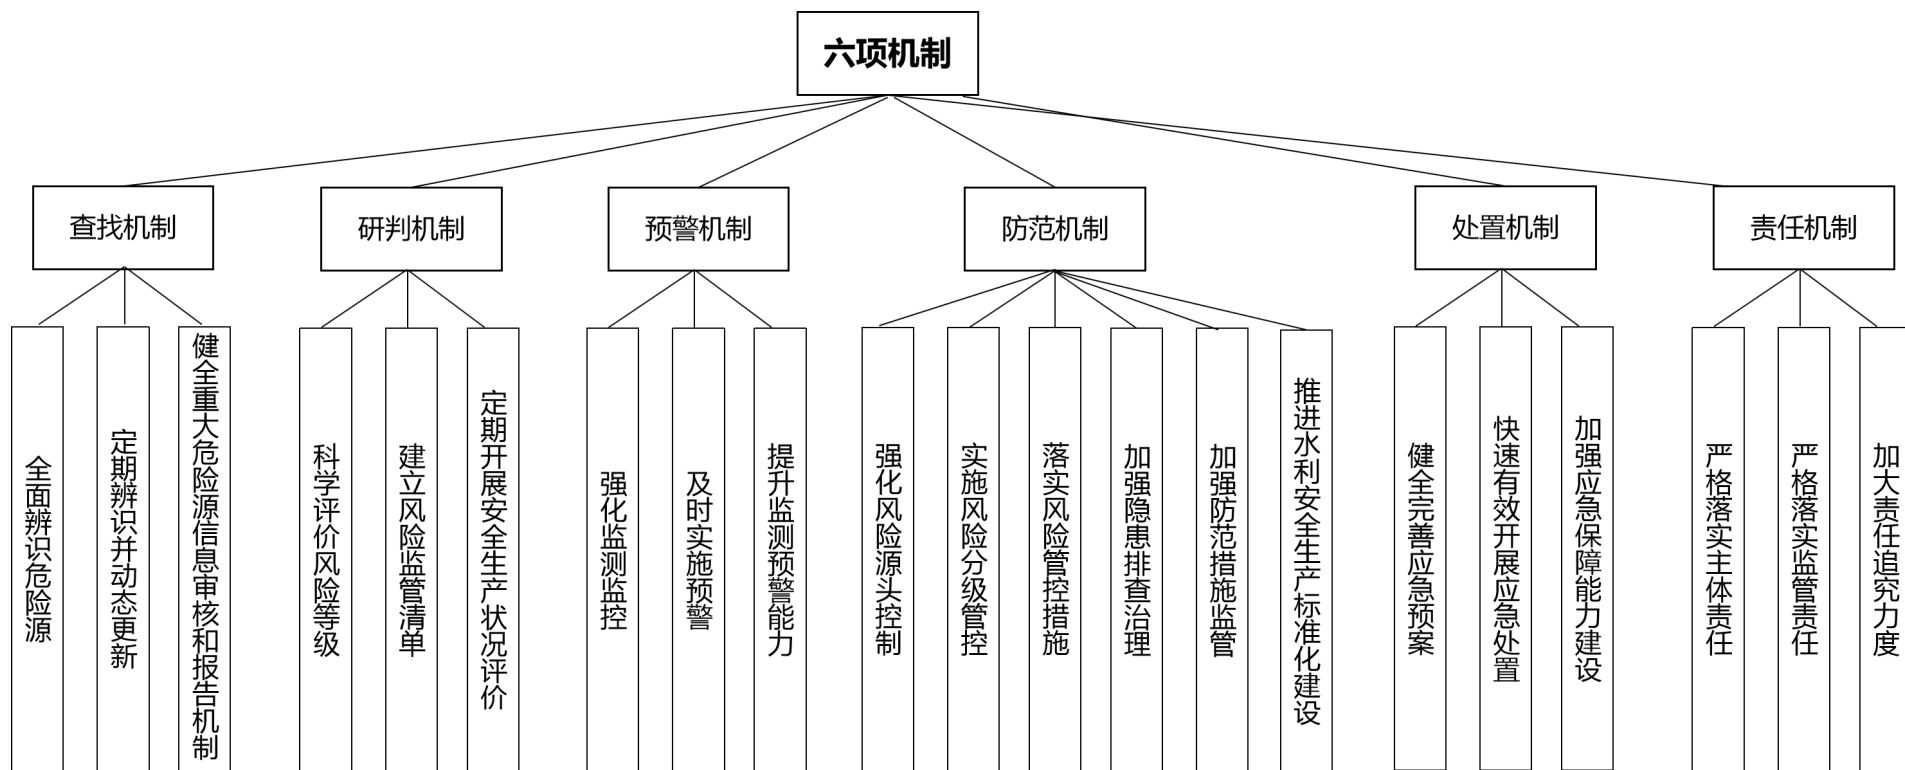 六项机制
查找机制
研判机制
预警机制
防范机制
处置机制
责任机制
全面辨识危险源
定期辨识并动态更新
健全重大危险源信息审核和报告机制
科学评价风险等级
建立风险监管清单
定期开展安全生产状况评价
强化监测监控
及时实施预警
提升监测预警能力
强化风险源头控制
实施风险分级管控
落实风险管控措施
加强隐患排查治理
加强防范措施监管
推进水利安全生产标准化建设
健全完善应急预案
快速有效开展应急处置
加强应急保障能力建设
严格落实主体责任
严格落实监管责任
加大责任追究力度